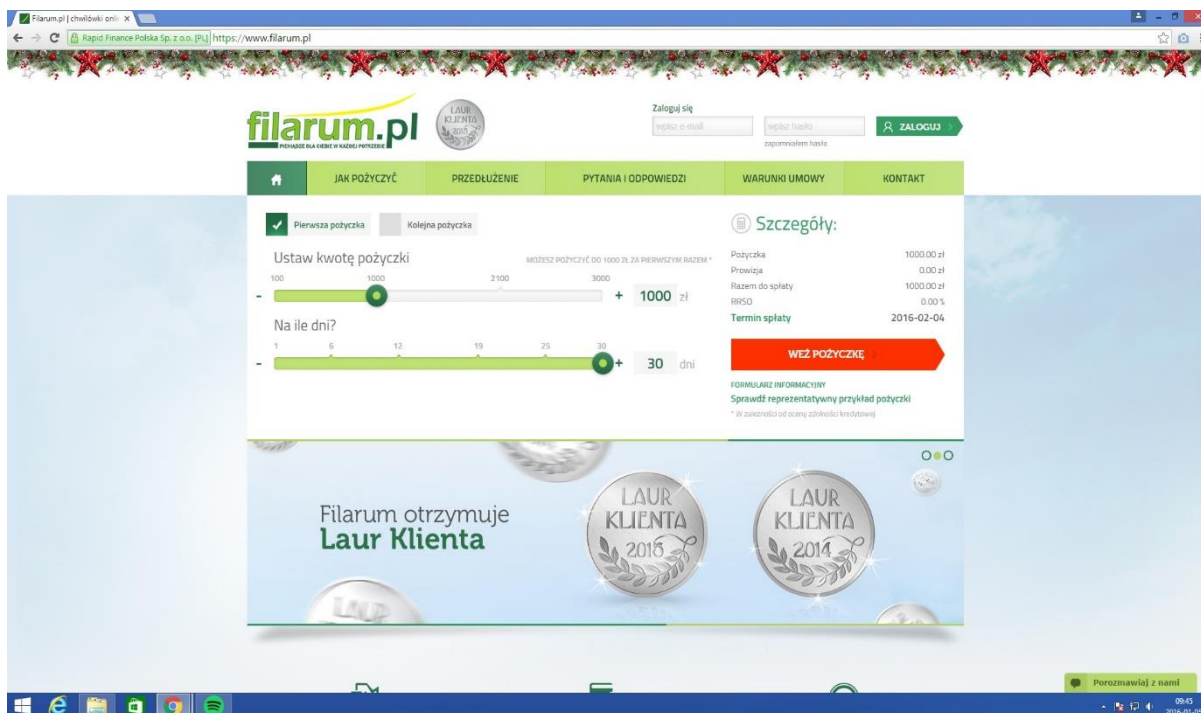 Filarum.pl | chwilówki onli
Rapid Finance Polska Sp. z o.o. [PL] https://www.filarum.pl
filarum.pl
PIENIĄDZE DLA CIEBIE W KAŻDEJ POTRZEBIE
LAUR
KLIENTA
2015
Zaloguj się
wpisz e-mail
wpisz hasło
ZALOGUJ
zapomniałem hasło
JAK POŻYCZYĆ
PRZEDŁUŻENIE
PYTANIA I ODPOWIEDZI
WARUNKI UMOWY
KONTAKT
Pierwsza pożyczka
Kolejna pożyczka
Ustaw kwotę pożyczki
MOŻESZ POŻYCZYĆ DO 1000 ZŁ ZA PIERWSZYM RAZEM *
100 1000 2100 3000
- + 1000 zł
Na ile dni?
1 6 12 19 25 30
- + 30 dni
Szczegóły:
Pożyczka 1000.00 zł
Prowizja 0.00 zł
Razem do spłaty 1000.00 zł
RRSO 0.00 %
Termin spłaty 2016-02-04
WEŹ POŻYCZKĘ
FORMULARZ INFORMACYJNY
Sprawdź reprezentatywny przykład pożyczki
* W zależności od oceny zdolności kredytowej
Filarum otrzymuje
Laur Klienta
LAUR
KLIENTA
2015
LAUR
KLIENTA
2014
LAUR
Porozmawiaj z nami
09:45
2016-01-05